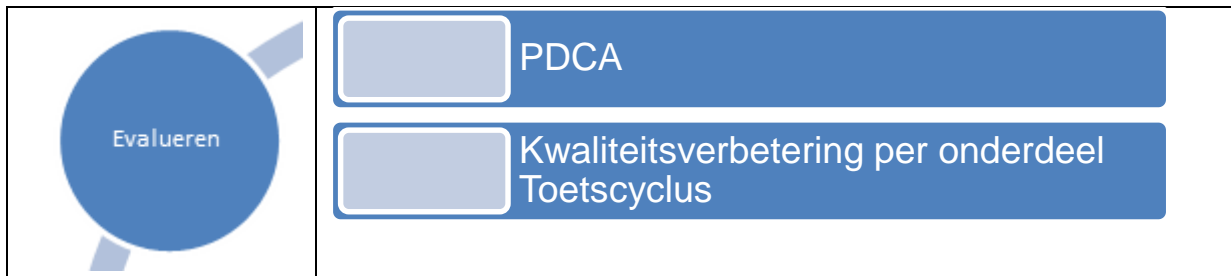 Evalueren
PDCA
Kwaliteitsverbetering per onderdeel
Toetscyclus